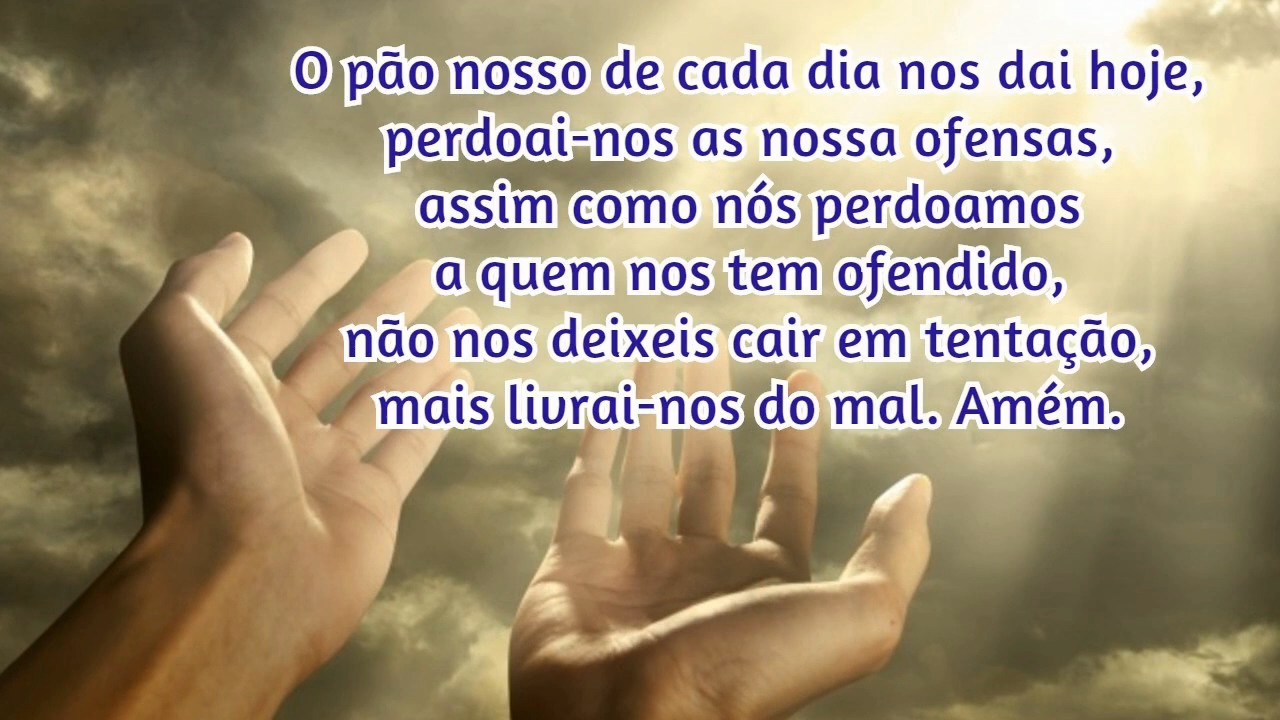 O pão nosso de cada dia nos dai hoje,
perdoai-nos as nossa ofensas,
assim como nós perdoamos
a quem nos tem ofendido,
não nos deixeis cair em tentação,
mais livrai-nos do mal. Amém.